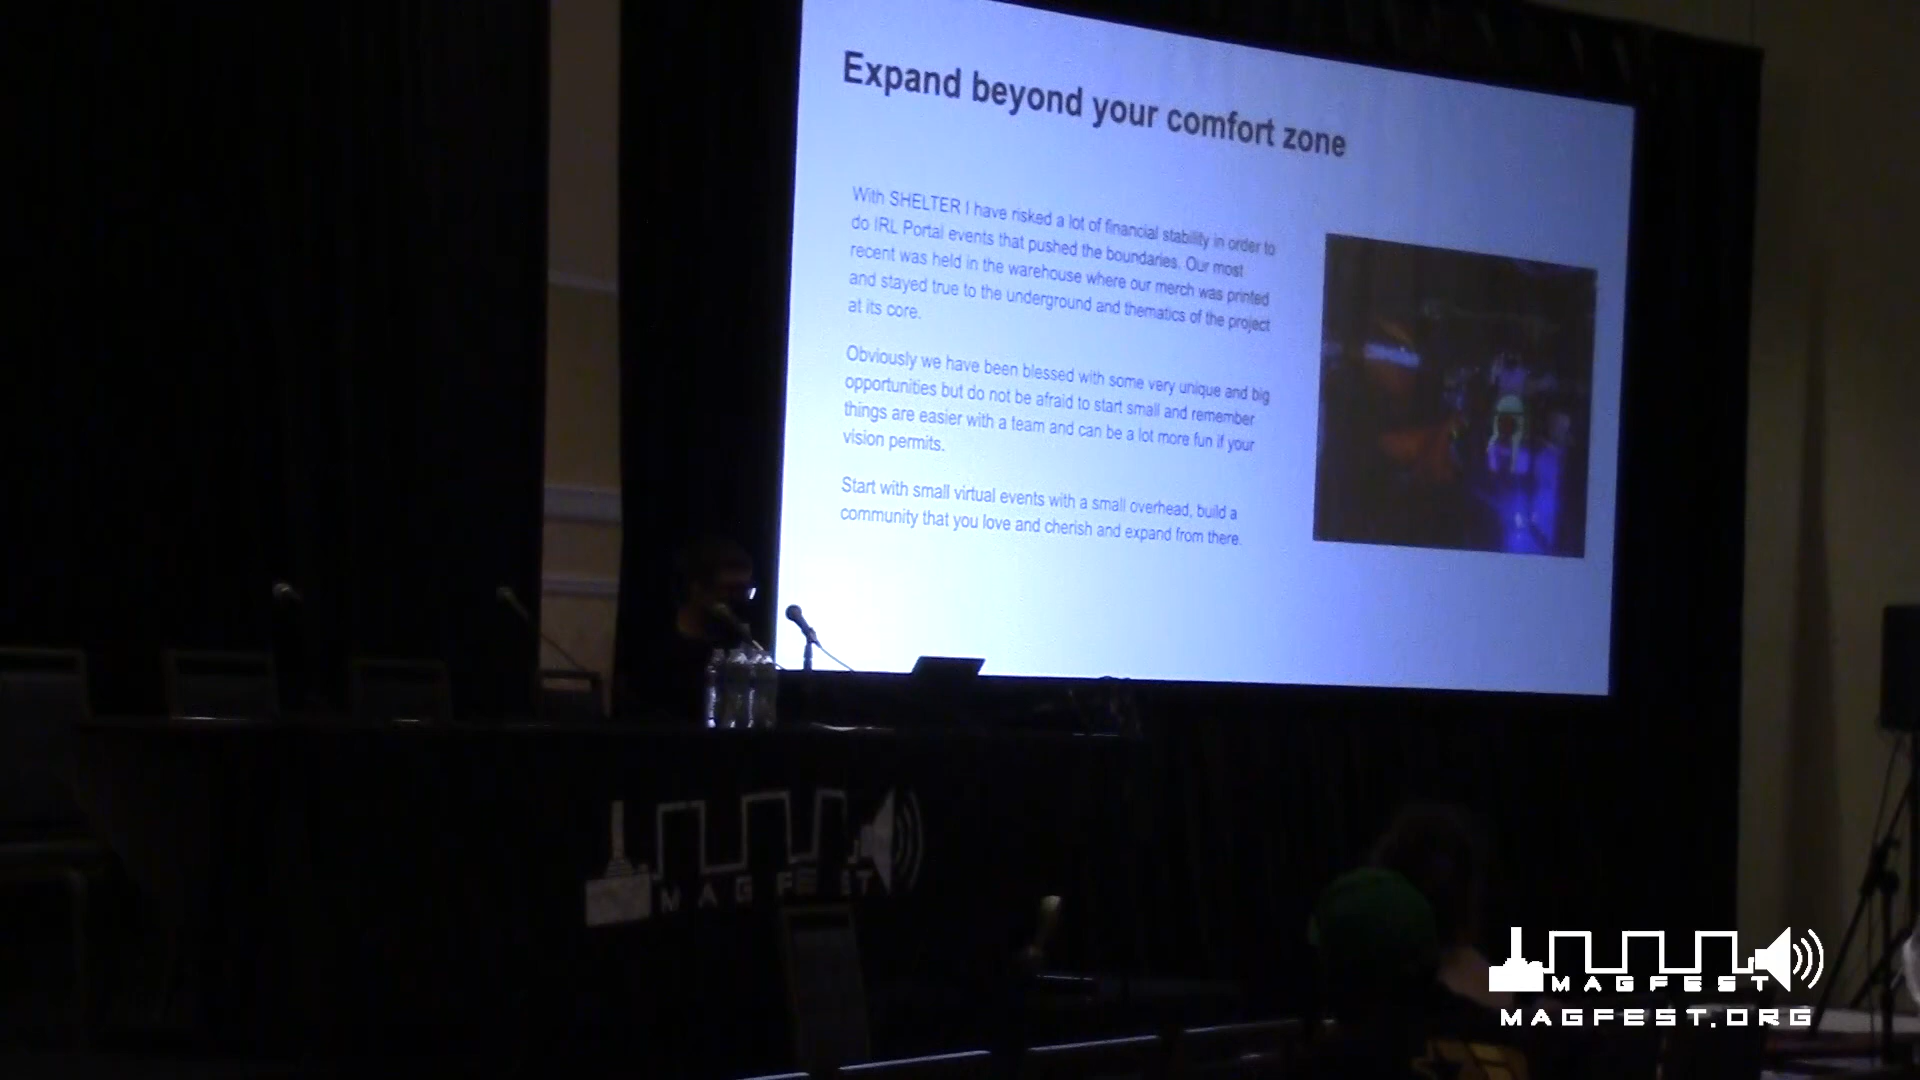 Expand beyond your comfort zone
With SHELTER I have risked a lot of financial stability in order to
do IRL Portal events that pushed the boundaries. Our most
recent was held in the warehouse where our merch was printed
and stayed true to the underground and thematics of the project
at its core.
Obviously we have been blessed with some very unique and big
opportunities but do not be afraid to start small and remember
things are easier with a team and can be a lot more fun if your
vision permits.
Start with small virtual events with a small overhead, build a
community that you love and cherish and expand from there.
MAGFEST
MAGFEST
MAGFEST.ORG